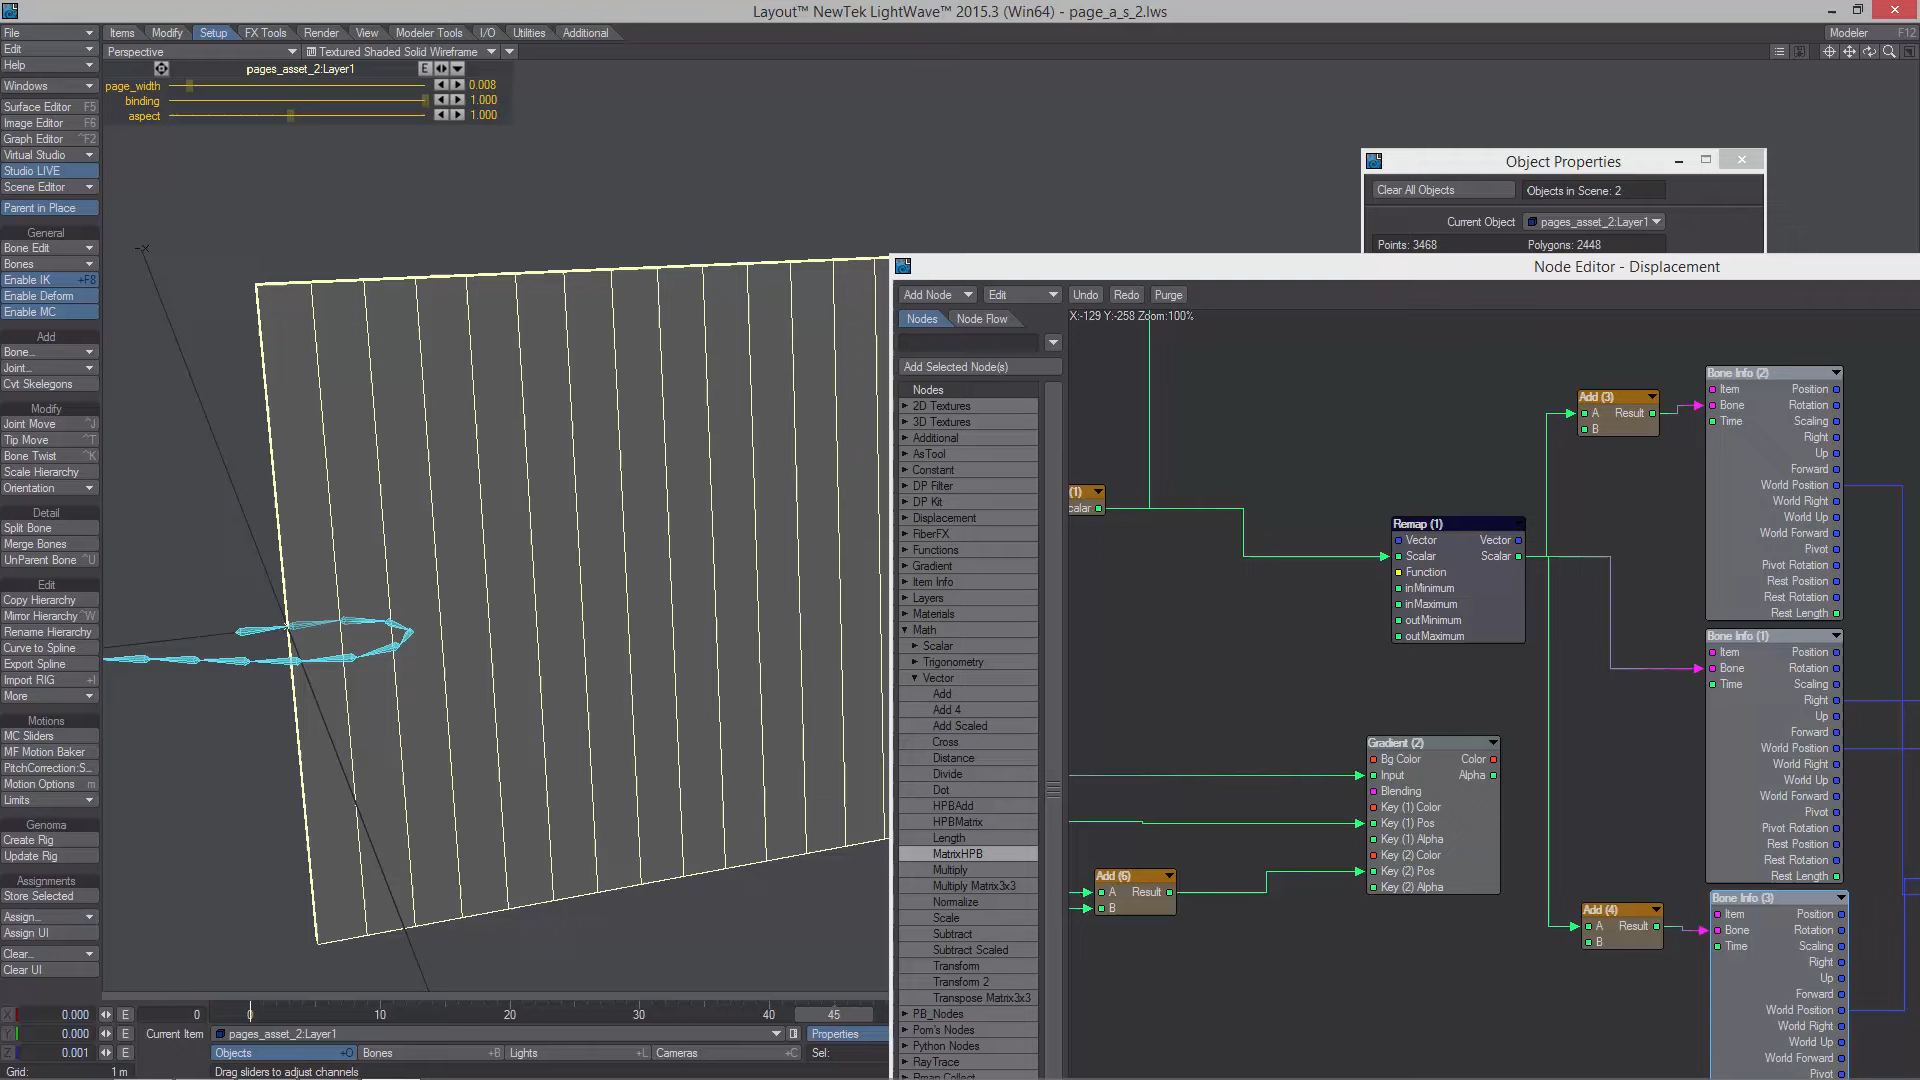 Layout™ NewTek LightWave™ 2015.3 (Win64) - page_a_s_2.lws
File
Items
Modify
Setup
FX Tools
Render
View
Modeler Tools
I/O
Utilities
Additional
Modeler F12
Edit
Perspective
Textured Shaded Solid Wireframe
Help
pages_asset_2:Layer1
E
Windows
page_width
0.008
binding
1.000
aspect
1.000
Surface Editor F5
Image Editor F6
Graph Editor ^F2
Virtual Studio
Studio LIVE
Scene Editor
Parent in Place
General
Bone Edit
Bones
Enable IK +F8
Enable Deform
Enable MC
Add
Bone...
Joint...
Cvt Skelegons
Modify
Joint Move ^J
Tip Move ^T
Bone Twist ^K
Scale Hierarchy
Orientation
Detail
Split Bone
Merge Bones
UnParent Bone ^U
Edit
Copy Hierarchy
Mirror Hierarchy ^W
Rename Hierarchy
Curve to Spline
Export Spline
Import RIG +I
More
Motions
MC Sliders
MF Motion Baker
PitchCorrection:S...
Motion Options m
Limits
Genoma
Create Rig
Update Rig
Assignments
Store Selected
Assign...
Assign UI
Clear...
Clear UI
-X
Object Properties
Clear All Objects
Objects in Scene: 2
Current Object
pages_asset_2:Layer1
Points: 3468
Polygons: 2448
Node Editor - Displacement
Add Node
Edit
Undo
Redo
Purge
Nodes
Node Flow
X:-129 Y:-258 Zoom:100%
Add Selected Node(s)
Nodes
2D Textures
3D Textures
Additional
AsTool
Constant
DP Filter
DP Kit
Displacement
FiberFX
Functions
Gradient
Item Info
Layers
Materials
Math
Scalar
Trigonometry
Vector
Add
Add 4
Add Scaled
Cross
Distance
Divide
Dot
HPBAdd
HPBMatrix
Length
MatrixHPB
Multiply
Multiply Matrix3x3
Normalize
Scale
Subtract
Subtract Scaled
Transform
Transform 2
Transpose Matrix3x3
PB_Nodes
Pom's Nodes
Python Nodes
RayTrace
Rman Collect
(1)
calar
Remap (1)
Vector Vector
Scalar Scalar
Function
inMinimum
inMaximum
outMinimum
outMaximum
Gradient (2)
Bg Color Color
Input Alpha
Blending
Key (1) Color
Key (1) Pos
Key (1) Alpha
Key (2) Color
Key (2) Pos
Key (2) Alpha
Add (6)
A Result
B
Add (3)
A Result
B
Add (4)
A Result
B
Bone Info (2)
Item Position
Bone Rotation
Time Scaling
Right
Up
Forward
World Position
World Right
World Up
World Forward
Pivot
Pivot Rotation
Rest Position
Rest Rotation
Rest Length
Bone Info (1)
Item Position
Bone Rotation
Time Scaling
Right
Up
Forward
World Position
World Right
World Up
World Forward
Pivot
Pivot Rotation
Rest Position
Rest Rotation
Rest Length
Bone Info (3)
Item Position
Bone Rotation
Time Scaling
Right
Up
Forward
World Position
World Right
World Up
World Forward
Pivot
X 0.000 E
0
0 10 20 30 40 45
Y 0.000 E
Current Item
pages_asset_2:Layer1
Properties
Z 0.001 E
Objects +O
Bones +B
Lights +L
Cameras +C
Sel:
Grid: 1 m
Drag sliders to adjust channels